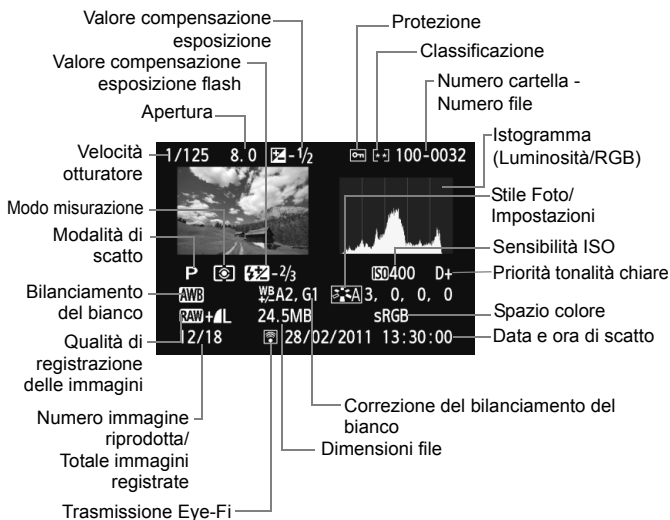 Valore compensazione
esposizione
Valore compensazione
esposizione flash
Apertura
Velocità
otturatore
Modo misurazione
Modalità di
scatto
Bilanciamento
del bianco
Qualità di
registrazione
delle immagini
Numero immagine
riprodotta/
Totale immagini
registrate
Trasmissione Eye-Fi
Protezione
Classificazione
Numero cartella -
Numero file
Istogramma
(Luminosità/RGB)
Stile Foto/
Impostazioni
Sensibilità ISO
Priorità tonalità chiare
Spazio colore
Data e ora di scatto
Correzione del bilanciamento del
bianco
Dimensioni file
1/125 8.0 -1/2 100-0032
P -2/3 ISO400 D+
AWB WB+/-A2, G1 A3, 0, 0, 0
RAW+L 24.5MB sRGB
12/18 28/02/2011 13:30:00